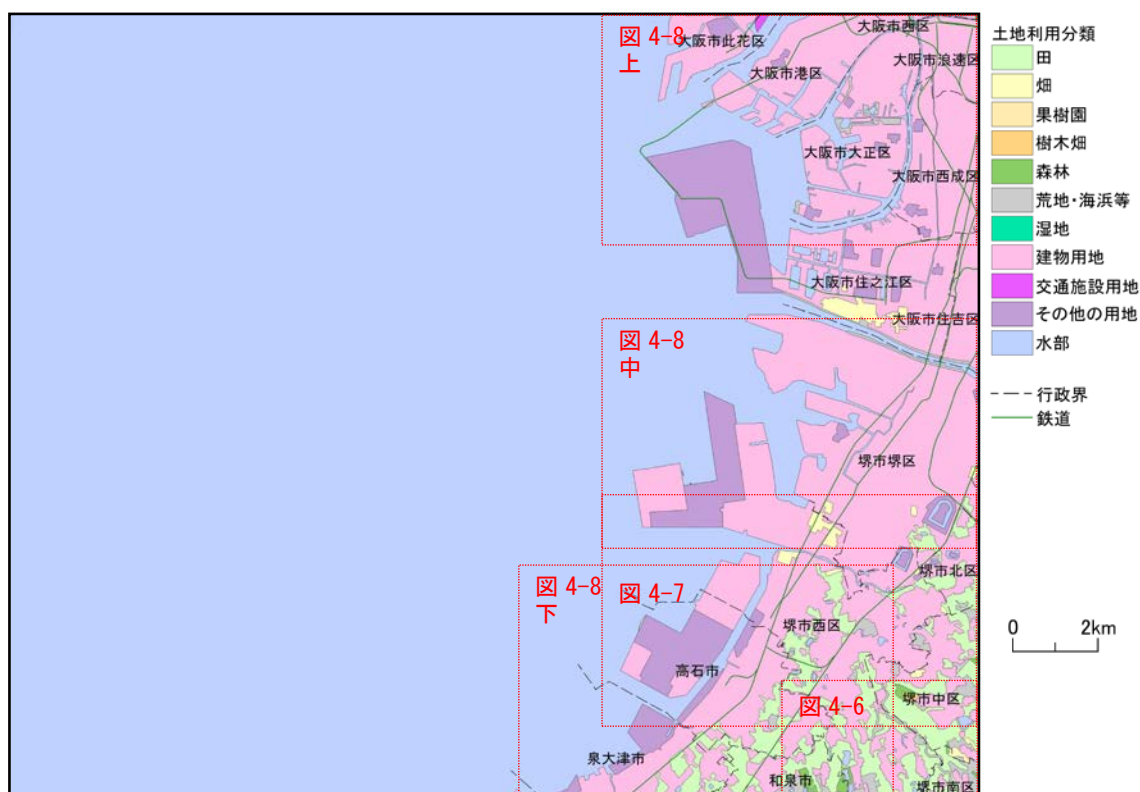 図 4-8
上
大阪市此花区
大阪市西区
大阪市浪速区
大阪市港区
大阪市大正区
大阪市西成区
大阪市住之江区
大阪市住吉区
図 4-8
中
堺市堺区
堺市北区
図 4-8
下
図 4-7
堺市西区
高石市
図 4-6
堺市中区
泉大津市
和泉市
堺市南区
土地利用分類
田
畑
果樹園
樹木畑
森林
荒地・海浜等
湿地
建物用地
交通施設用地
その他の用地
水部
行政界
鉄道
0 2km